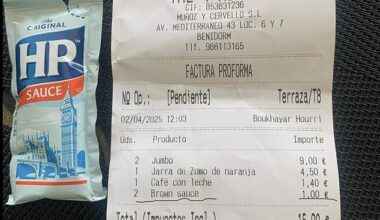 The
ORIGINAL
HP
SAUCE
THE
CIF: B53831236
MUÑOZ Y CERVELLO S.L
AV. MEDITERRANEO 43 LOC. 6 Y 7
BENIDORM
Tlf. 966113165
FACTURA PROFORMA
Nº Op.: [Pendiente] Terraza/T8
02/04/2025 12:03 Boukhayar Houri
Uds. Producto Importe
2 Jumbo 9,00 €
1 Jarra de Zumo de naranja 4,50 €
1 Café con leche 1,40 €
2 Brown sauce 1,00 €
Total (Impuestos Incl.) 15,90 €